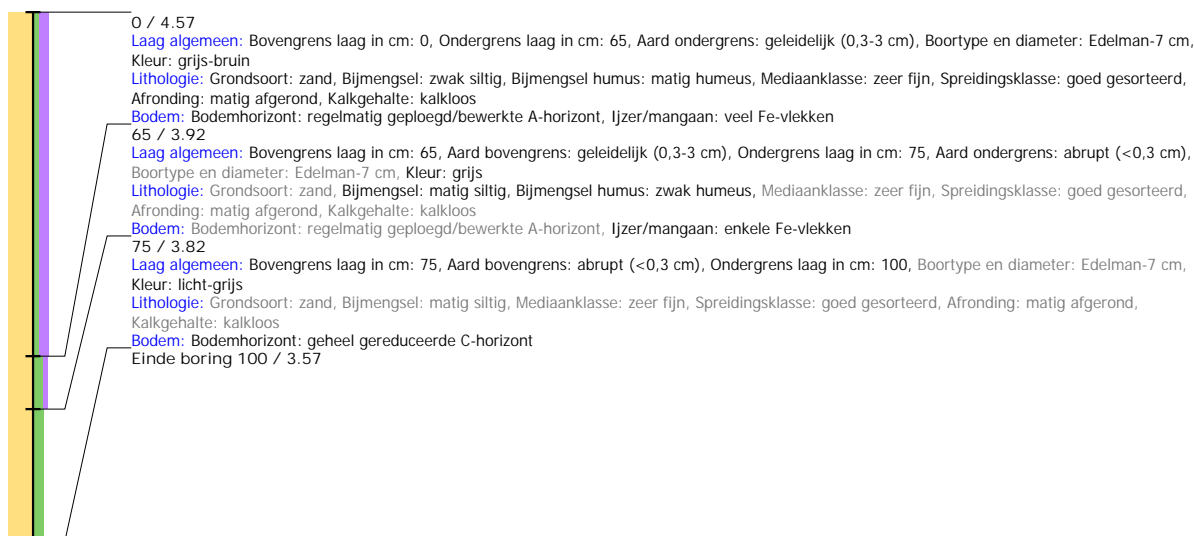 0 / 4.57
Laag algemeen: Bovengrens laag in cm: 0, Ondergrens laag in cm: 65, Aard ondergrens: geleidelijk (0,3-3 cm), Boortype en diameter: Edelman-7 cm,
Kleur: grijs-bruin
Lithologie: Grondsoort: zand, Bijmengsel: zwak siltig, Bijmengsel humus: matig humeus, Mediaanklasse: zeer fijn, Spreidingsklasse: goed gesorteerd,
Afronding: matig afgerond, Kalkgehalte: kalkloos
Bodem: Bodemhorizont: regelmatig geploegd/bewerkte A-horizont, Ijzer/mangaan: veel Fe-vlekken
65 / 3.92
Laag algemeen: Bovengrens laag in cm: 65, Aard bovengrens: geleidelijk (0,3-3 cm), Ondergrens laag in cm: 75, Aard ondergrens: abrupt (<0,3 cm),
Boortype en diameter: Edelman-7 cm, Kleur: grijs
Lithologie: Grondsoort: zand, Bijmengsel: matig siltig, Bijmengsel humus: zwak humeus, Mediaanklasse: zeer fijn, Spreidingsklasse: goed gesorteerd,
Afronding: matig afgerond, Kalkgehalte: kalkloos
Bodem: Bodemhorizont: regelmatig geploegd/bewerkte A-horizont, Ijzer/mangaan: enkele Fe-vlekken
75 / 3.82
Laag algemeen: Bovengrens laag in cm: 75, Aard bovengrens: abrupt (<0,3 cm), Ondergrens laag in cm: 100, Boortype en diameter: Edelman-7 cm,
Kleur: licht-grijs
Lithologie: Grondsoort: zand, Bijmengsel: matig siltig, Mediaanklasse: zeer fijn, Spreidingsklasse: goed gesorteerd, Afronding: matig afgerond,
Kalkgehalte: kalkloos
Bodem: Bodemhorizont: geheel gereduceerde C-horizont
Einde boring 100 / 3.57